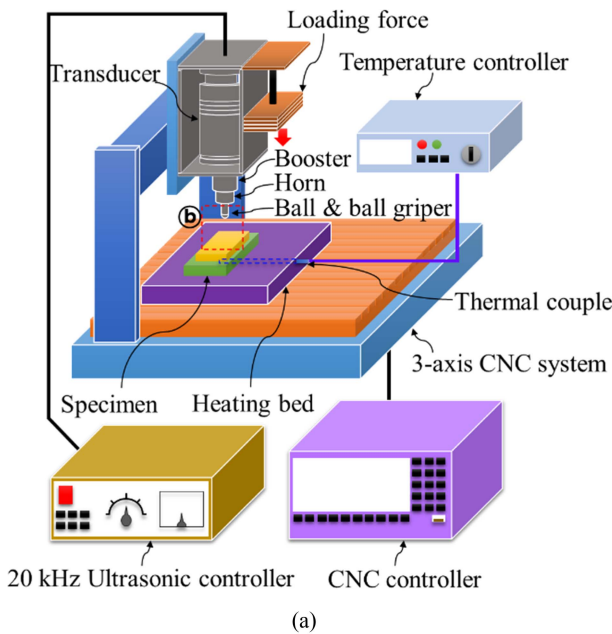 Loading force
Transducer
Temperature controller
Booster
Horn
ⓑ
Ball & ball griper
Thermal couple
3-axis CNC system
Specimen
Heating bed
20 kHz Ultrasonic controller
CNC controller
(a)